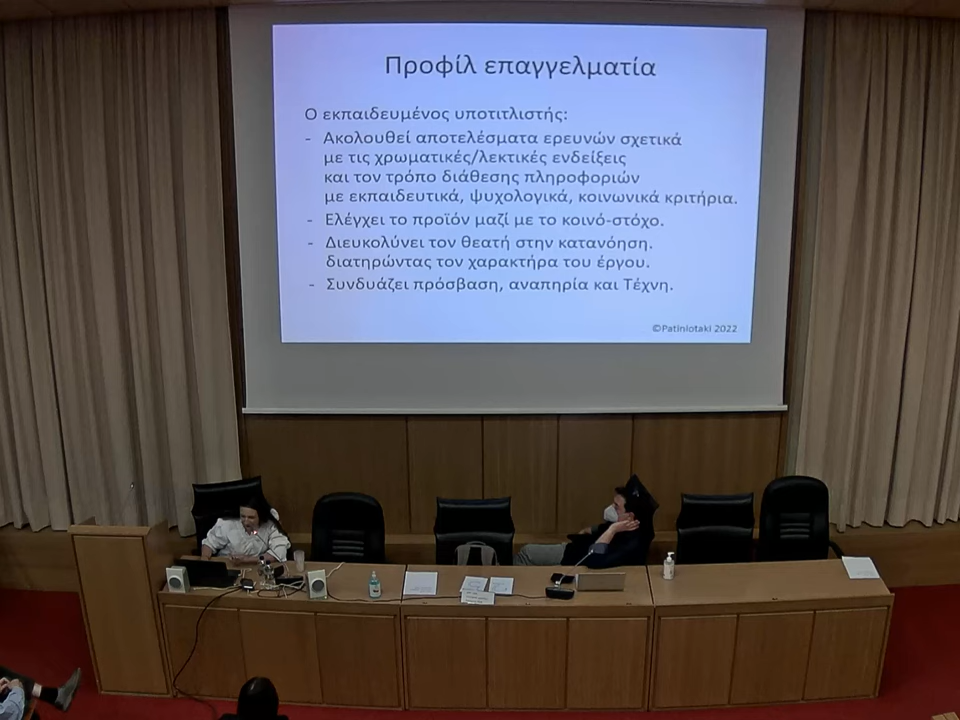 Προφίλ επαγγελματία
Ο εκπαιδευμένος υποτιτλιστής:
- Ακολουθεί αποτελέσματα ερευνών σχετικά
με τις χρωματικές/λεκτικές ενδείξεις
και τον τρόπο διάθεσης πληροφοριών
με εκπαιδευτικά, ψυχολογικά, κοινωνικά κριτήρια.
- Ελέγχει το προϊόν μαζί με το κοινό-στόχο.
- Διευκολύνει τον θεατή στην κατανόηση.
διατηρώντας τον χαρακτήρα του έργου.
- Συνδυάζει πρόσβαση, αναπηρία και Τέχνη.
©Patiniotaki 2022